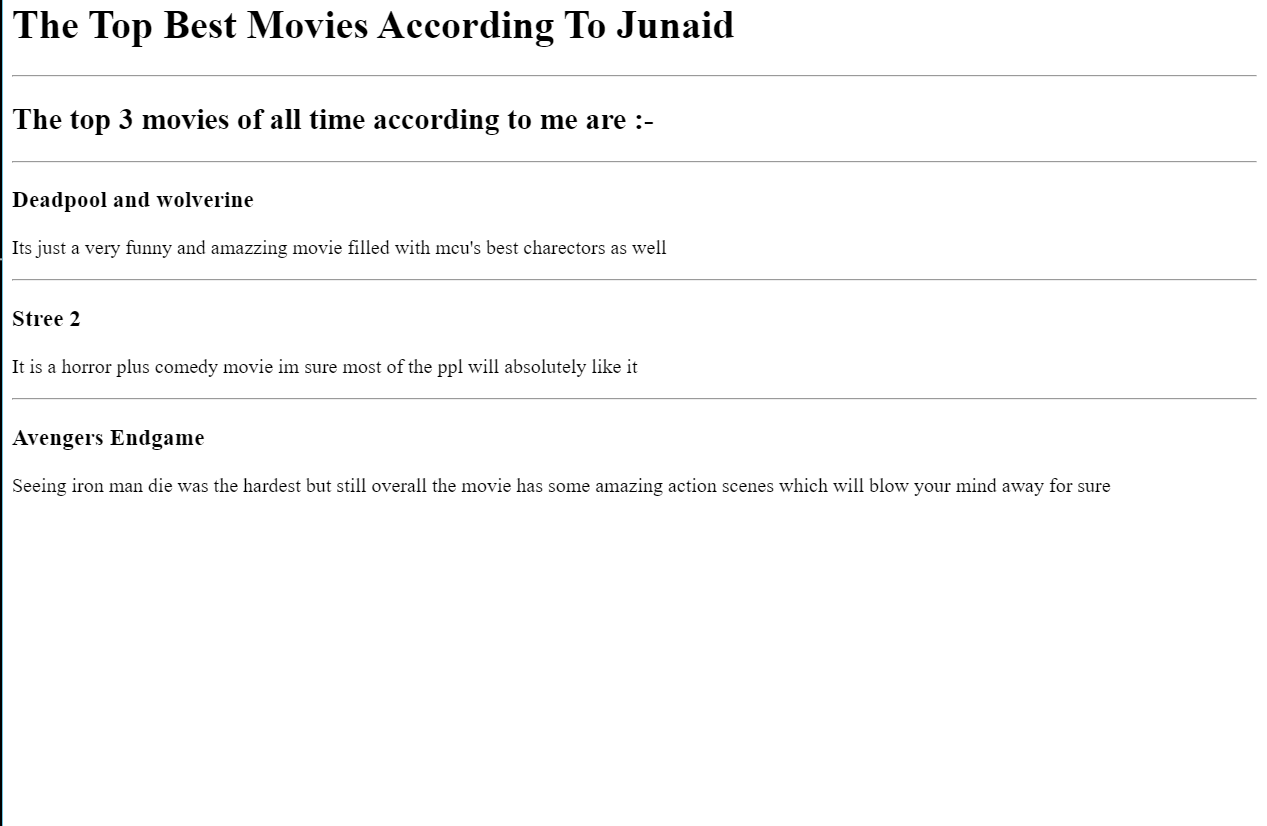 The Top Best Movies According To Junaid
The top 3 movies of all time according to me are :-
Deadpool and wolverine
Its just a very funny and amazzing movie filled with mcu's best charectors as well
Stree 2
It is a horror plus comedy movie im sure most of the ppl will absolutely like it
Avengers Endgame
Seeing iron man die was the hardest but still overall the movie has some amazing action scenes which will blow your mind away for sure